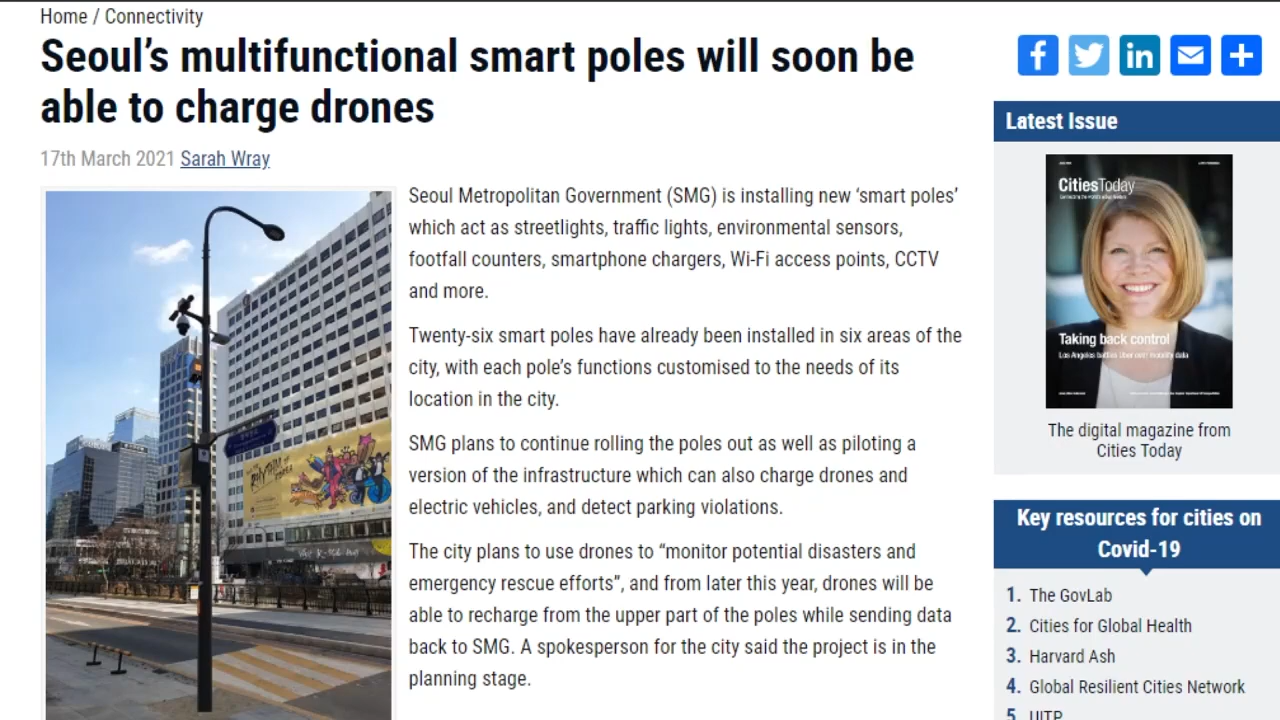 Home / Connectivity
Seoul’s multifunctional smart poles will soon be
able to charge drones
17th March 2021 Sarah Wray
Seoul Metropolitan Government (SMG) is installing new ‘smart poles’
which act as streetlights, traffic lights, environmental sensors,
footfall counters, smartphone chargers, Wi-Fi access points, CCTV
and more.
Twenty-six smart poles have already been installed in six areas of the
city, with each pole’s functions customised to the needs of its
location in the city.
SMG plans to continue rolling the poles out as well as piloting a
version of the infrastructure which can also charge drones and
electric vehicles, and detect parking violations.
The city plans to use drones to “monitor potential disasters and
emergency rescue efforts”, and from later this year, drones will be
able to recharge from the upper part of the poles while sending data
back to SMG. A spokesperson for the city said the project is in the
planning stage.
Latest Issue
CitiesToday
Taking back control
Los Angeles battles Uber over mobility data
The digital magazine from
Cities Today
Key resources for cities on
Covid-19
1. The GovLab
2. Cities for Global Health
3. Harvard Ash
4. Global Resilient Cities Network
5. UITP